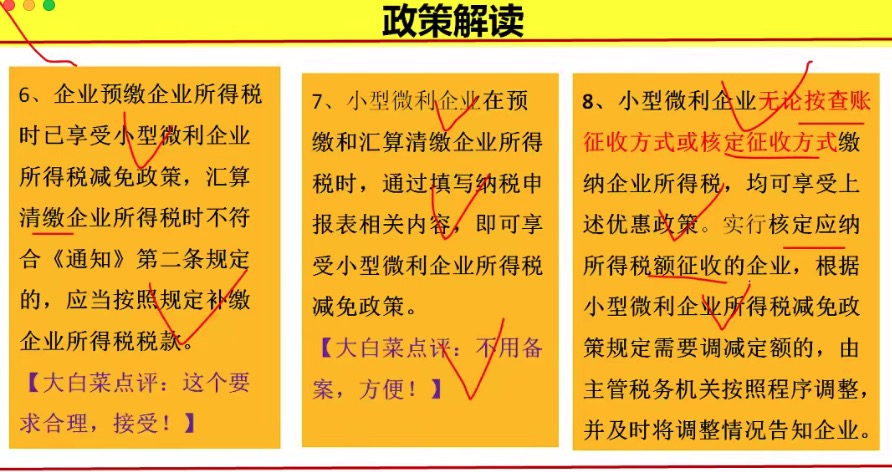 政策解读
6、企业预缴企业所得税
时已享受小型微利企业
所得税减免政策，汇算
清缴企业所得税时不符
合《通知》第二条规定
的，应当按照规定补缴
企业所得税税款。
【大白菜点评：这个要
求合理，接受！】
7、小型微利企业在预
缴和汇算清缴企业所得
税时，通过填写纳税申
报表相关内容，即可享
受小型微利企业所得税
减免政策。
【大白菜点评：不用备
案，方便！】
8、小型微利企业无论按查账
征收方式或核定征收方式缴
纳企业所得税，均可享受上
述优惠政策。实行核定应纳
所得税额征收的企业，根据
小型微利企业所得税减免政
策规定需要调减定额的，由
主管税务机关按照程序调整，
并及时将调整情况告知企业。